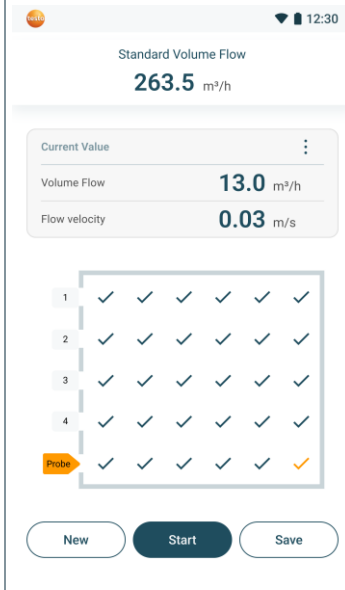 testo
12:30
Standard Volume Flow
263.5 m³/h
Current Value
Volume Flow 13.0 m³/h
Flow velocity 0.03 m/s
1
2
3
4
Probe
New Start Save